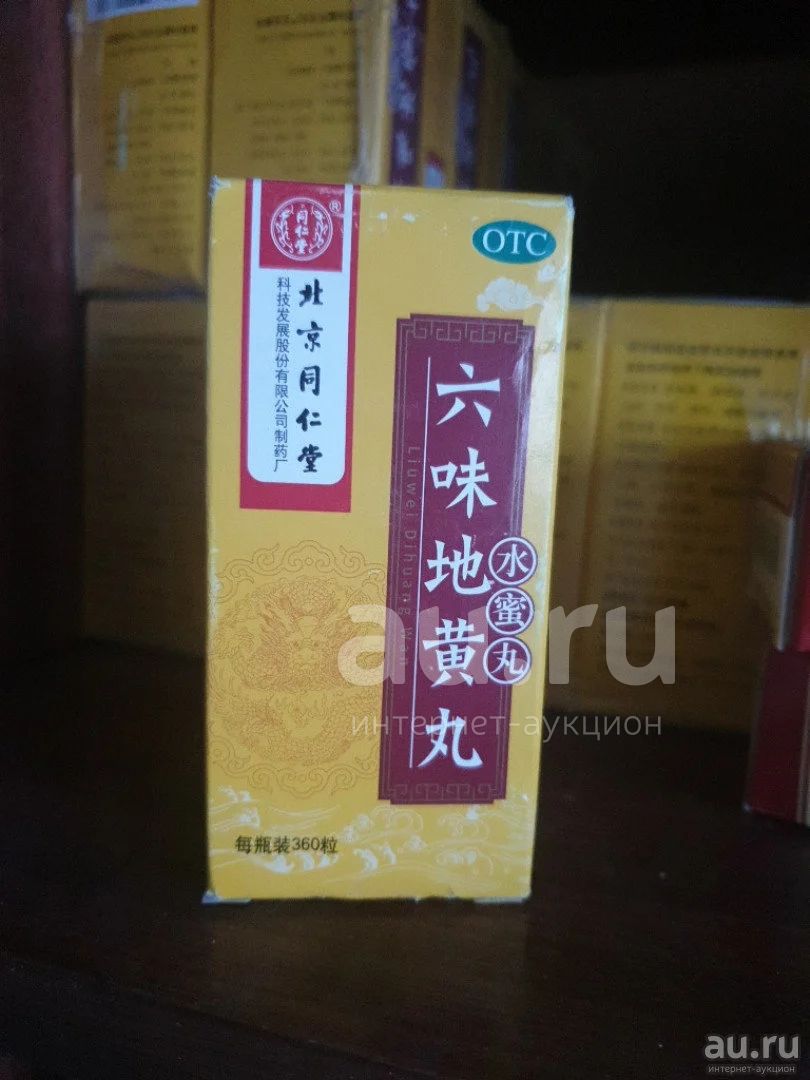 同仁堂
®
北京同仁堂
科技发展股份有限公司制药厂
OTC
六味地黄丸
Liuwei Dihuang Wan
水蜜丸
每瓶装360粒
au.ru
интернет-аукцион
au.ru
интернет-аукцион